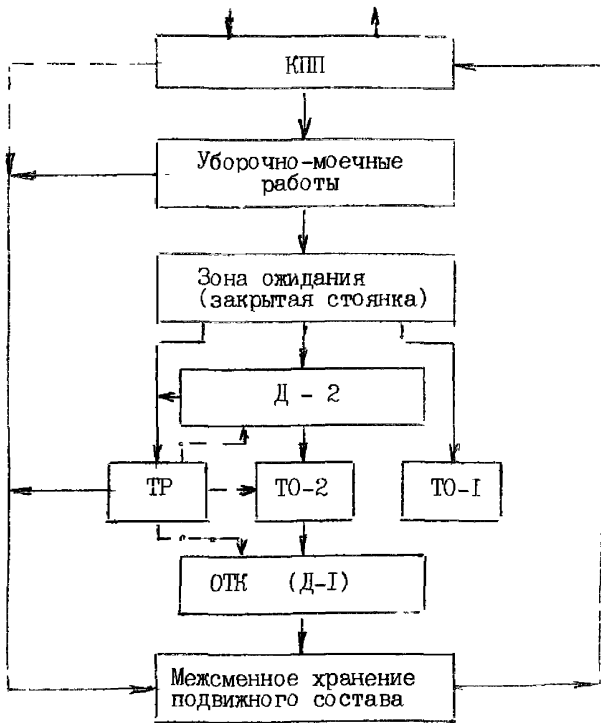 КПП
Уборочно-моечные
работы
Зона ожидания
(закрытая стоянка)
Д - 2
ТР
ТО-2
ТО-I
ОТК (Д-I)
Межсменное хранение
подвижного состава